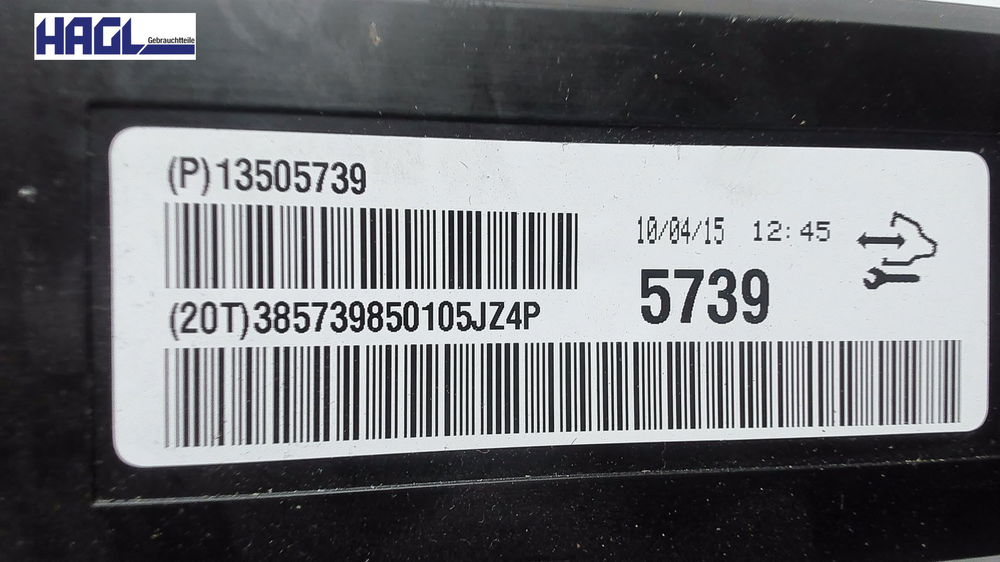 HAGL Gebrauchtteile
(P)13505739
10/04/15 12:45
5739
(20T)385739850105JZ4P